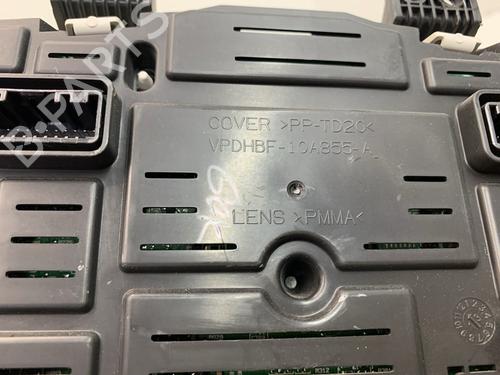 COVER >PP-TD20<
VPDHBF-10A855-A
LENS >PMMA<
B-PARTS